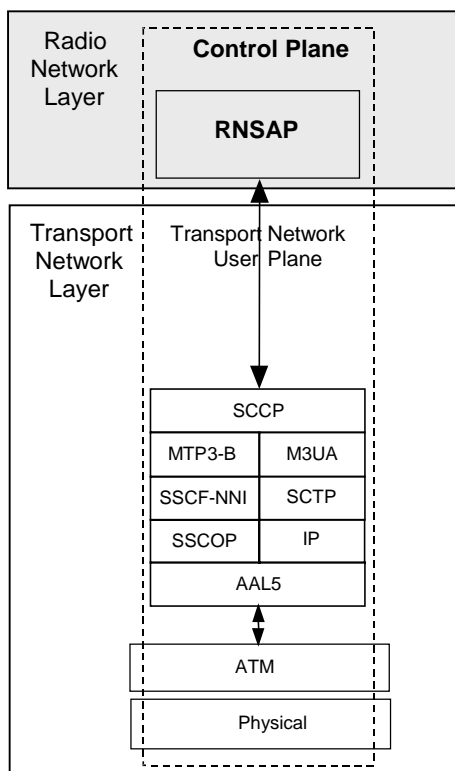 Radio
Network
Layer
Control Plane
RNSAP
Transport
Network
Layer
Transport Network
User Plane
SCCP
MTP3-B
M3UA
SSCF-NNI
SCTP
SSCOP
IP
AAL5
ATM
Physical